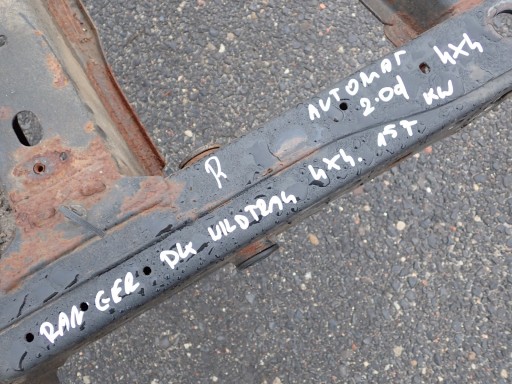 AUTOMAT 4X4
2.0d
R
RANGER DK WILDTRAK 4X4. 157 KW